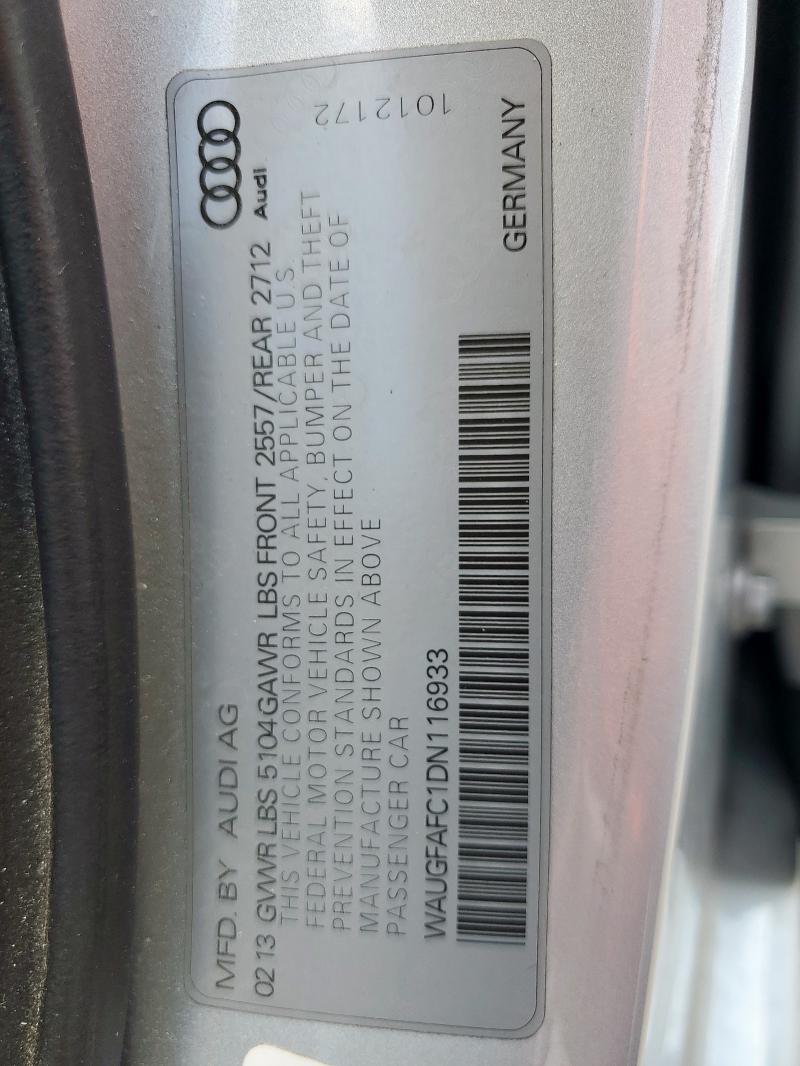 MFD. BY AUDI AG
Audi
02 13 GVWR LBS 5104 GAWR LBS FRONT 2557/REAR 2712
THIS VEHICLE CONFORMS TO ALL APPLICABLE U.S.
FEDERAL MOTOR VEHICLE SAFETY, BUMPER AND THEFT
PREVENTION STANDARDS IN EFFECT ON THE DATE OF
MANUFACTURE SHOWN ABOVE
PASSENGER CAR
1012172
WAUGFAFC1DN116933
GERMANY